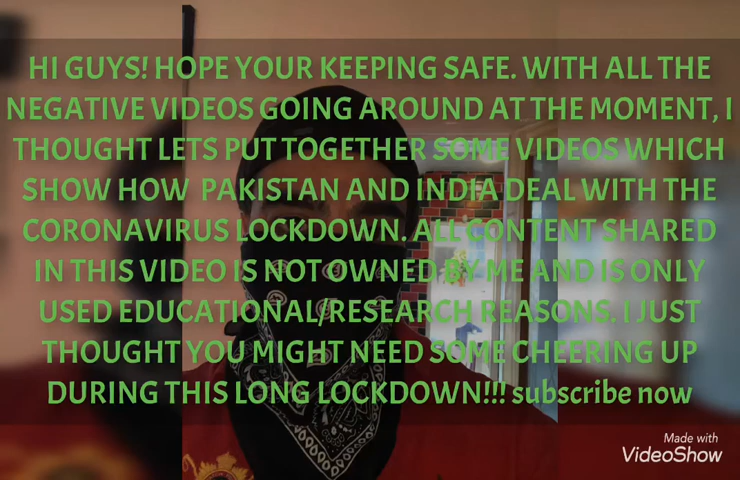 HI GUYS! HOPE YOUR KEEPING SAFE. WITH ALL THE
NEGATIVE VIDEOS GOING AROUND AT THE MOMENT, I
THOUGHT LETS PUT TOGETHER SOME VIDEOS WHICH
SHOW HOW PAKISTAN AND INDIA DEAL WITH THE
CORONAVIRUS LOCKDOWN. ALL CONTENT SHARED
IN THIS VIDEO IS NOT OWNED BY ME AND IS ONLY
USED EDUCATIONAL/RESEARCH REASONS. I JUST
THOUGHT YOU MIGHT NEED SOME CHEERING UP
DURING THIS LONG LOCKDOWN!!! subscribe now
Made with
VideoShow